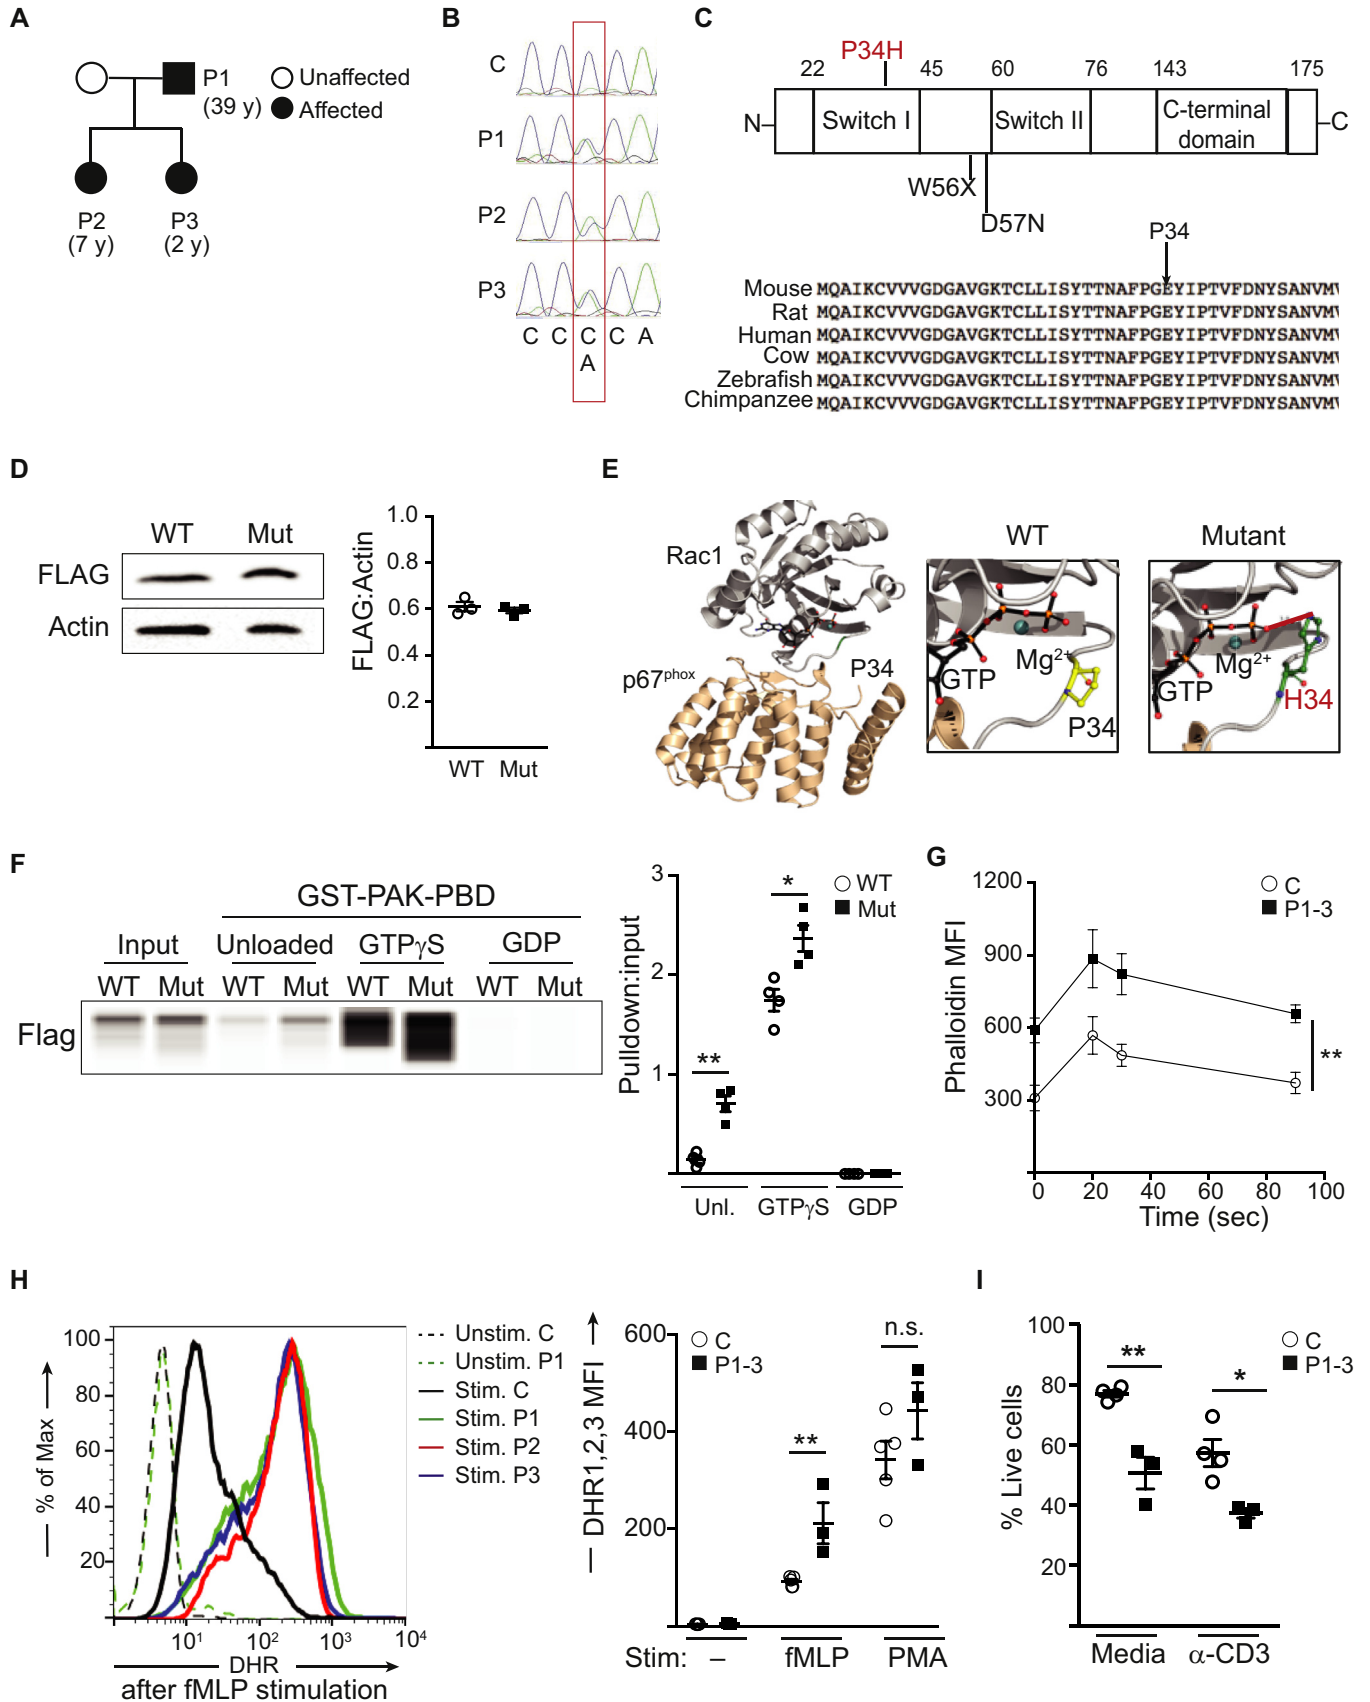 A
P1
(39 y)
Unaffected
Affected
P2
(7 y)
P3
(2 y)
B
C
P1
P2
P3
C C C C A
A
C
P34H
22 45 60 76 143 175
N
Switch I
Switch II
C-terminal
domain
C
W56X
D57N
P34
Mouse MQAIKCVVVGDGAVGKTCLLISYTTNAFPGEYIPTVFDNYSANVMV
Rat MQAIKCVVVGDGAVGKTCLLISYTTNAFPGEYIPTVFDNYSANVMV
Human MQAIKCVVVGDGAVGKTCLLISYTTNAFPGEYIPTVFDNYSANVMV
Cow MQAIKCVVVGDGAVGKTCLLISYTTNAFPGEYIPTVFDNYSANVMV
Zebrafish MQAIKCVVVGDGAVGKTCLLISYTTNAFPGEYIPTVFDNYSANVMV
Chimpanzee MQAIKCVVVGDGAVGKTCLLISYTTNAFPGEYIPTVFDNYSANVMV
D
WT Mut
FLAG
Actin
FLAG:Actin
1.0
0.8
0.6
0.4
0.2
WT Mut
E
Rac1
p67phox
P34
WT
GTP
Mg2+
P34
Mutant
GTP
Mg2+
H34
F
GST-PAK-PBD
Input Unloaded GTPγS GDP
WT Mut WT Mut WT Mut WT Mut
Flag
Pulldown:input
3
2
1
**
*
WT
Mut
Unl. GTPγS GDP
G
Phalloidin MFI
1200
900
600
300
0 20 40 60 80 100
Time (sec)
C
P1-3
**
H
% of Max
100
80
60
40
20
10¹ 10² 10³ 10⁴
DHR
after fMLP stimulation
Unstim. C
Unstim. P1
Stim. C
Stim. P1
Stim. P2
Stim. P3
DHR1,2,3 MFI
600
400
200
C
P1-3
**
n.s.
Stim: – fMLP PMA
I
% Live cells
100
80
60
40
20
C
P1-3
**
*
Media α-CD3